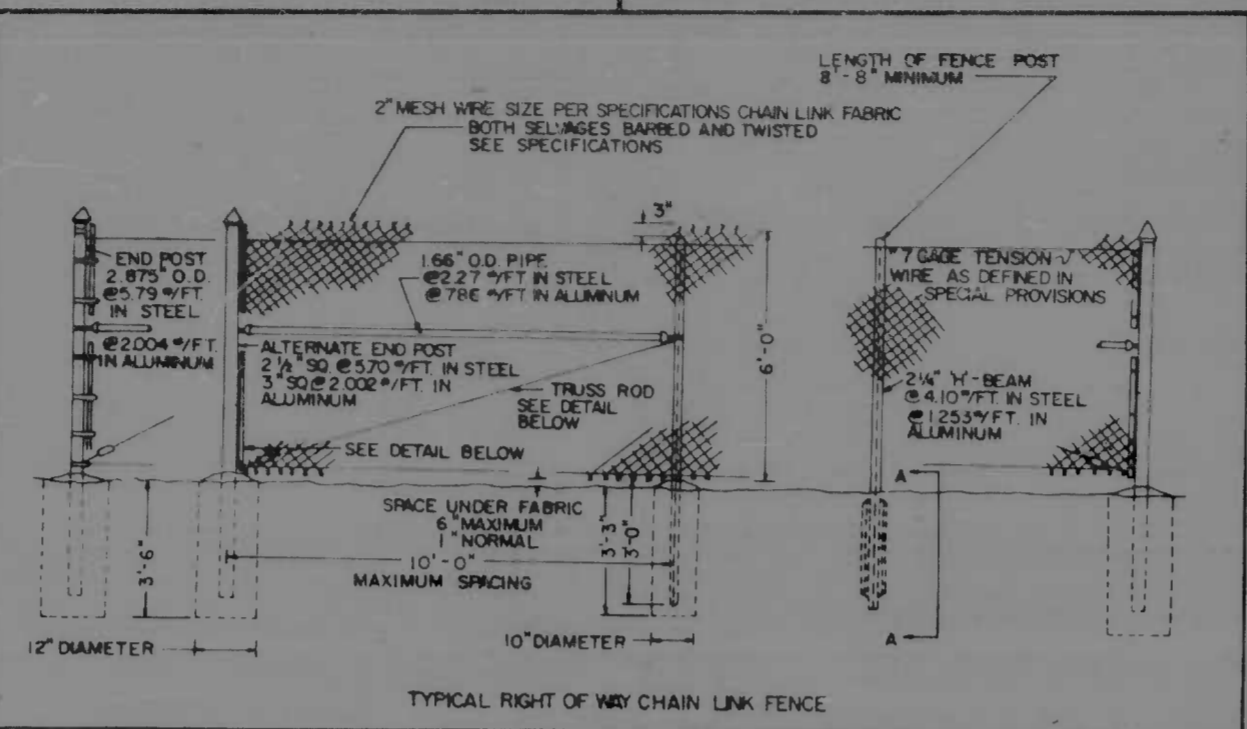 LENGTH OF FENCE POST
8'-8" MINIMUM
2" MESH WIRE SIZE PER SPECIFICATIONS CHAIN LINK FABRIC
BOTH SELVAGES BARBED AND TWISTED
SEE SPECIFICATIONS
3"
END POST
2.875" O.D.
@5.79 #/FT.
IN STEEL
@2.004 #/FT.
IN ALUMINUM
1.66" O.D. PIPE
@2.27 #/FT IN STEEL
@.786 #/FT IN ALUMINUM
ALTERNATE END POST
2 1/2" SQ. @5.70 #/FT. IN STEEL
3" SQ @ 2.002 #/FT. IN
ALUMINUM
TRUSS ROD
SEE DETAIL
BELOW
SEE DETAIL BELOW
6'-0"
#7 GAGE TENSION
WIRE AS DEFINED IN
SPECIAL PROVISIONS
2 1/4" 'H'-BEAM
@ 4.10 #/FT. IN STEEL
@ 1.253 #/FT. IN
ALUMINUM
A
SPACE UNDER FABRIC
6" MAXIMUM
1" NORMAL
3'-6"
10'-0"
MAXIMUM SPACING
3'-3"
3'-0"
12" DIAMETER
10" DIAMETER
A
TYPICAL RIGHT OF WAY CHAIN LINK FENCE